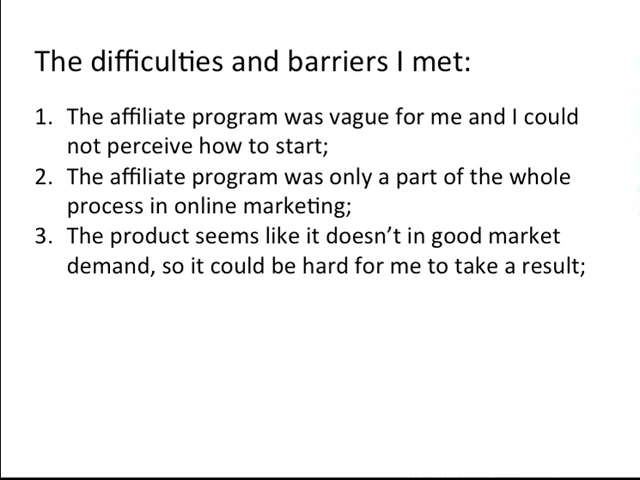 The difficulties and barriers I met:
1. The affiliate program was vague for me and I could
not perceive how to start;
2. The affiliate program was only a part of the whole
process in online marketing;
3. The product seems like it doesn’t in good market
demand, so it could be hard for me to take a result;